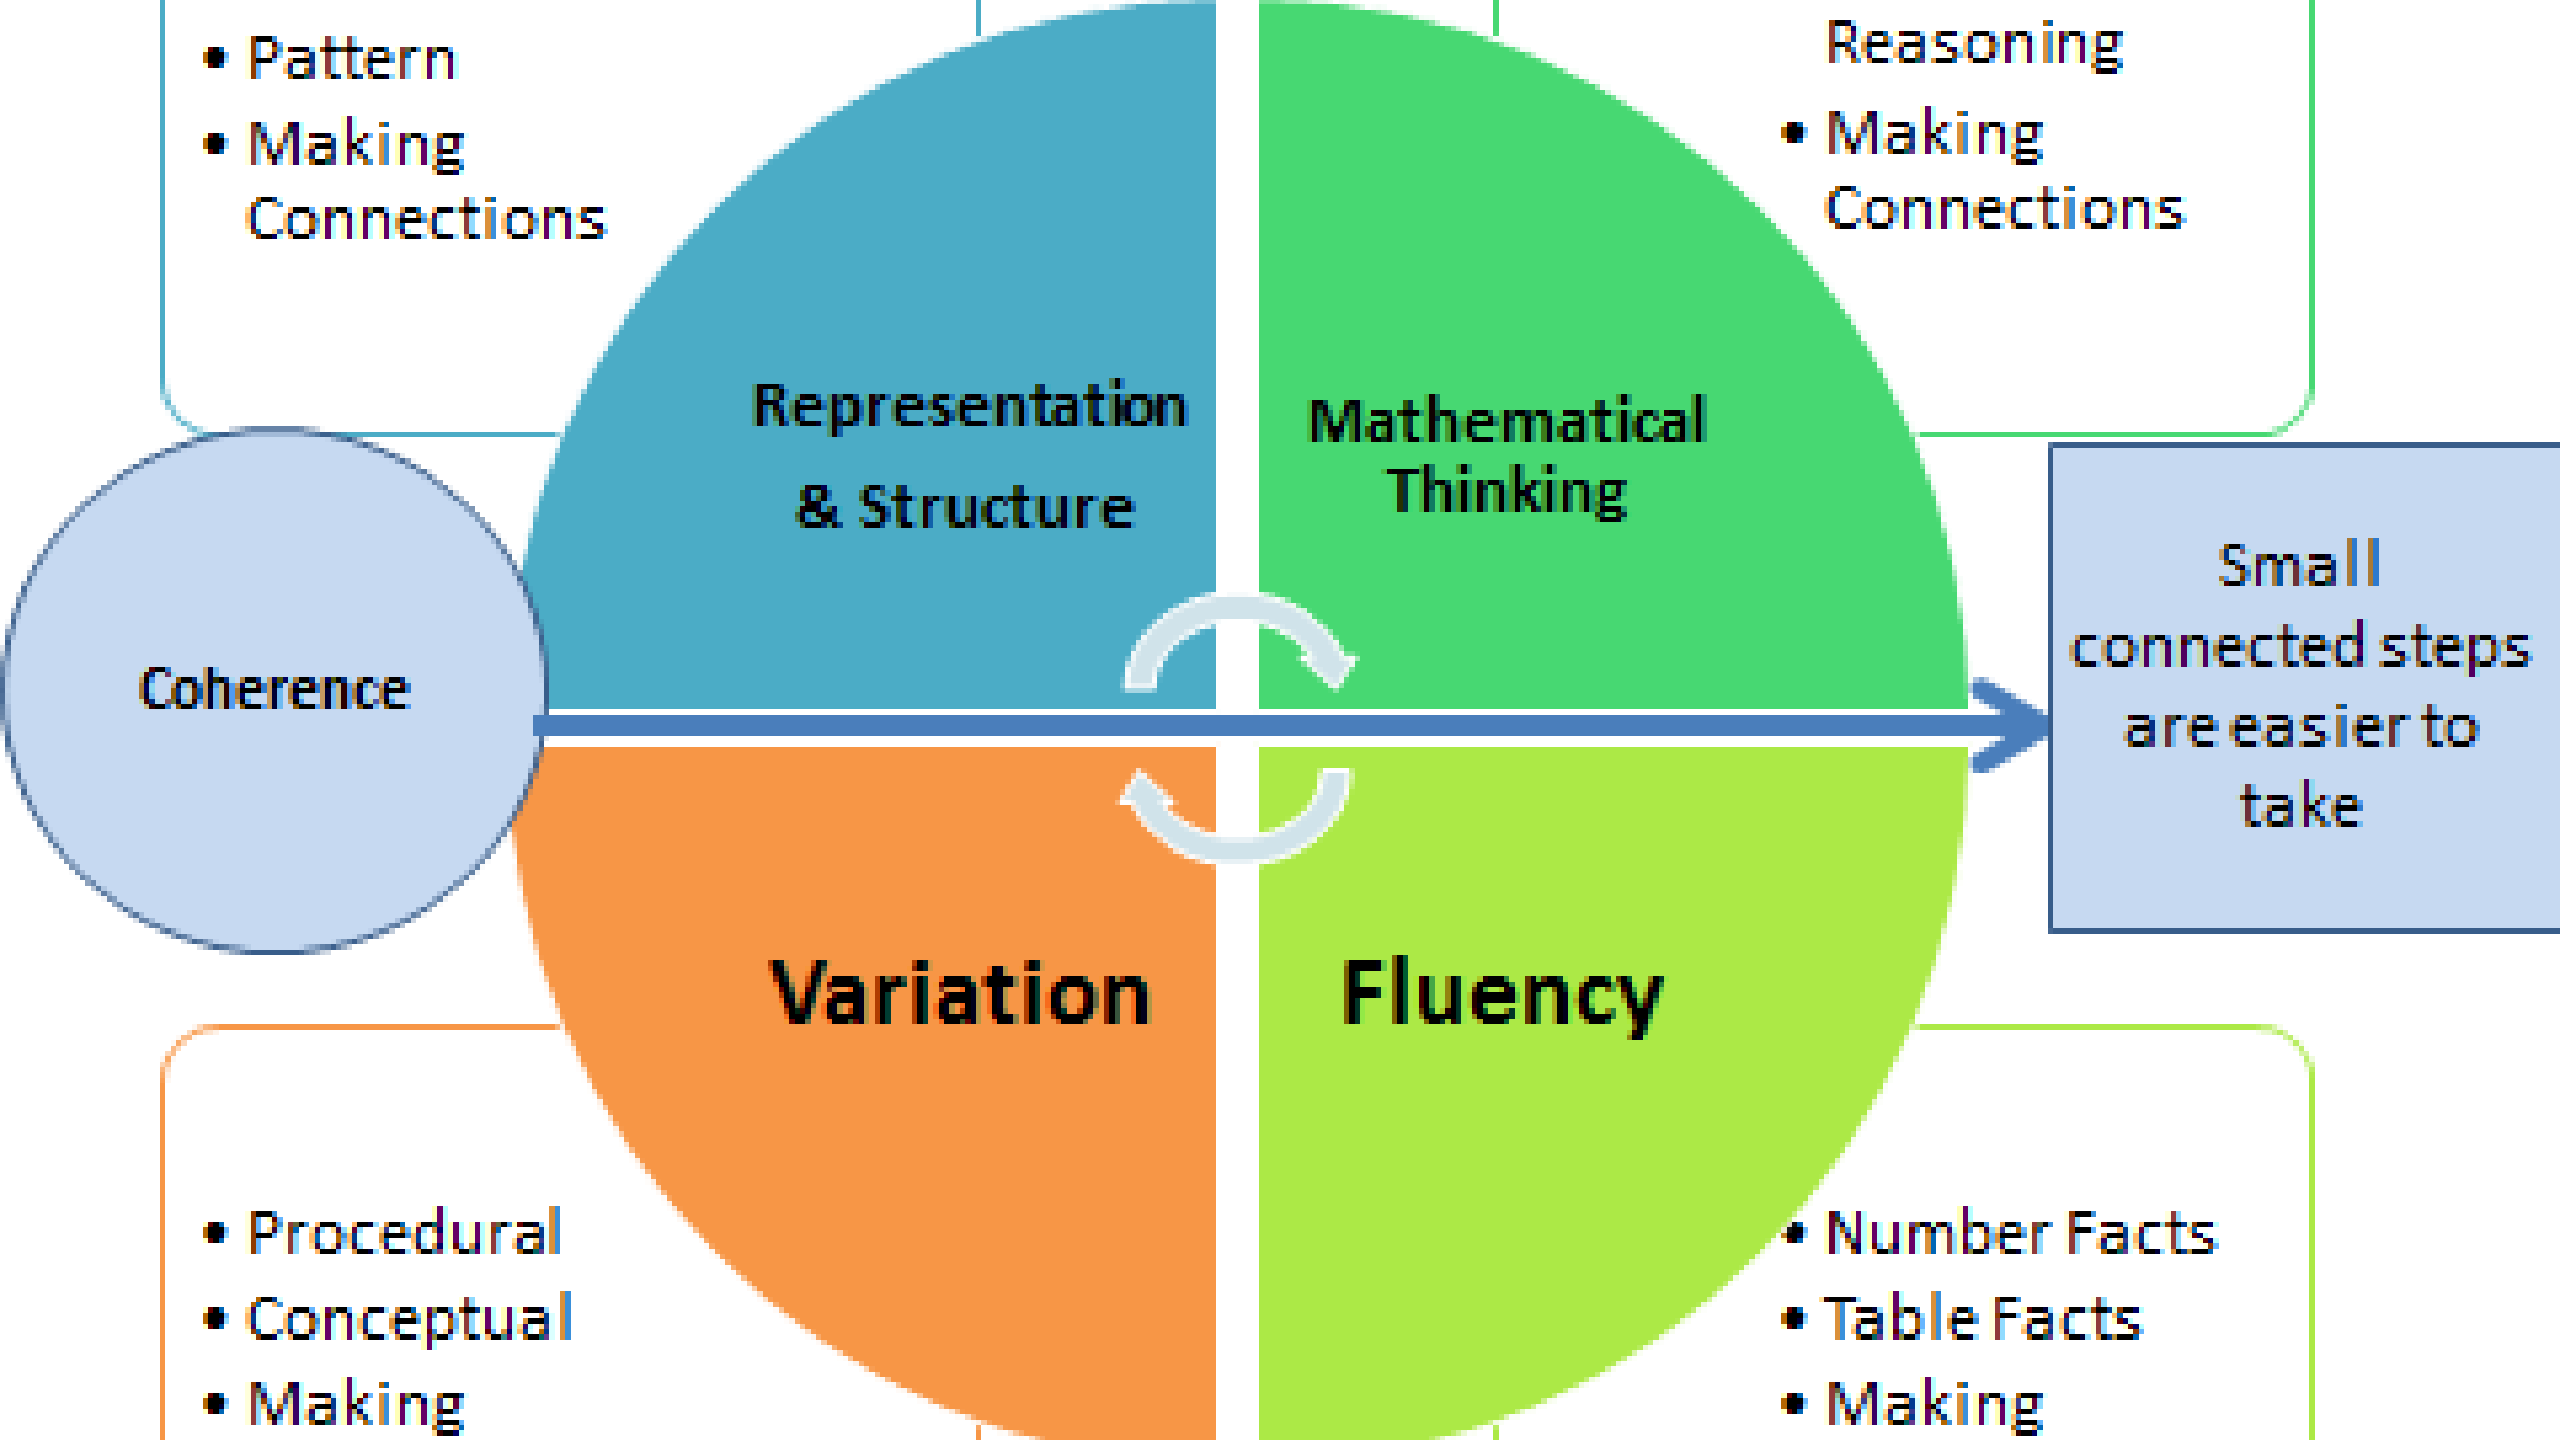 • Pattern
• Making
Connections
Reasoning
• Making
Connections
Representation
& Structure
Mathematical
Thinking
Coherence
Small
connected steps
are easier to
take
Variation
Fluency
• Procedural
• Conceptual
• Making
• Number Facts
• Table Facts
• Making